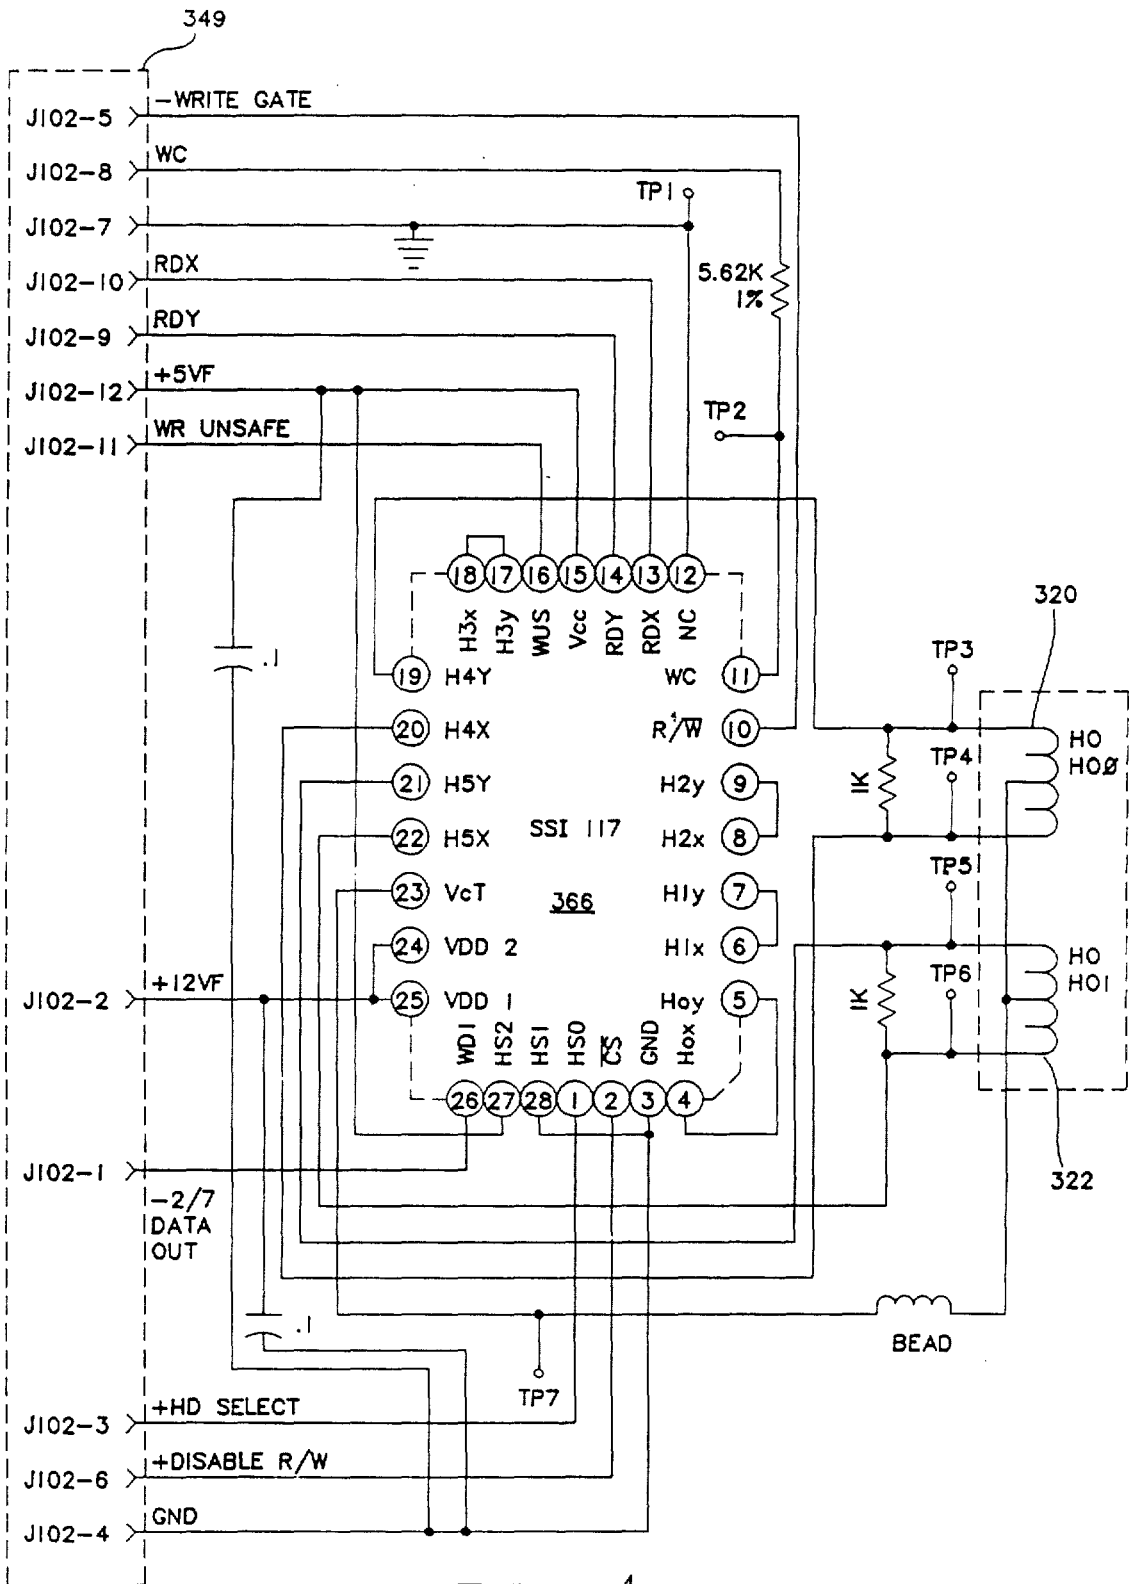 349
J102-5
-WRITE GATE
J102-8
WC
TP1
J102-7
J102-10
RDX
5.62K
1%
J102-9
RDY
J102-12
+5VF
TP2
J102-11
WR UNSAFE
18 17 16 15 14 13 12
H3x H3y WUS Vcc RDY RDX NC
320
.1
TP3
19 H4Y
WC 11
20 H4X
R/W 10
HO
HOØ
TP4
1K
21 H5Y
H2y 9
22 H5X
SSI 117
H2x 8
TP5
23 VcT
366
H1y 7
24 VDD 2
H1x 6
HO
HO1
TP6
1K
J102-2
+12VF
25 VDD 1
Hoy 5
WDI HS2 HS1 HS0 CS GND Hox
26 27 28 1 2 3 4
J102-1
-2/7
DATA
OUT
322
.1
BEAD
TP7
J102-3
+HD SELECT
J102-6
+DISABLE R/W
J102-4
GND